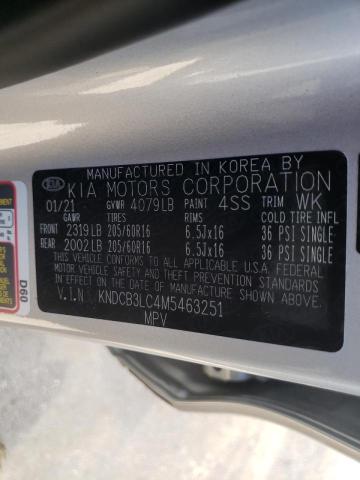 MANUFACTURED IN KOREA BY
KIA KIA MOTORS CORPORATION
01/21 GVWR 4079LB PAINT 4SS TRIM WK
GAWR TIRES RIMS COLD TIRE INFL
FRONT 2319LB 205/60R16 6.5Jx16 36 PSI SINGLE
REAR 2002LB 205/60R16 6.5Jx16 36 PSI SINGLE
THIS VEHICLE CONFORMS TO ALL APPLICABLE U.S.A. FEDERAL
MOTOR VEHICLE SAFETY, BUMPER, AND THEFT PREVENTION
STANDARDS IN EFFECT ON THE DATE OF MANUFACTURE SHOWN ABOVE.
V.I.N KNDCB3LC4M5463251
MPV
D60